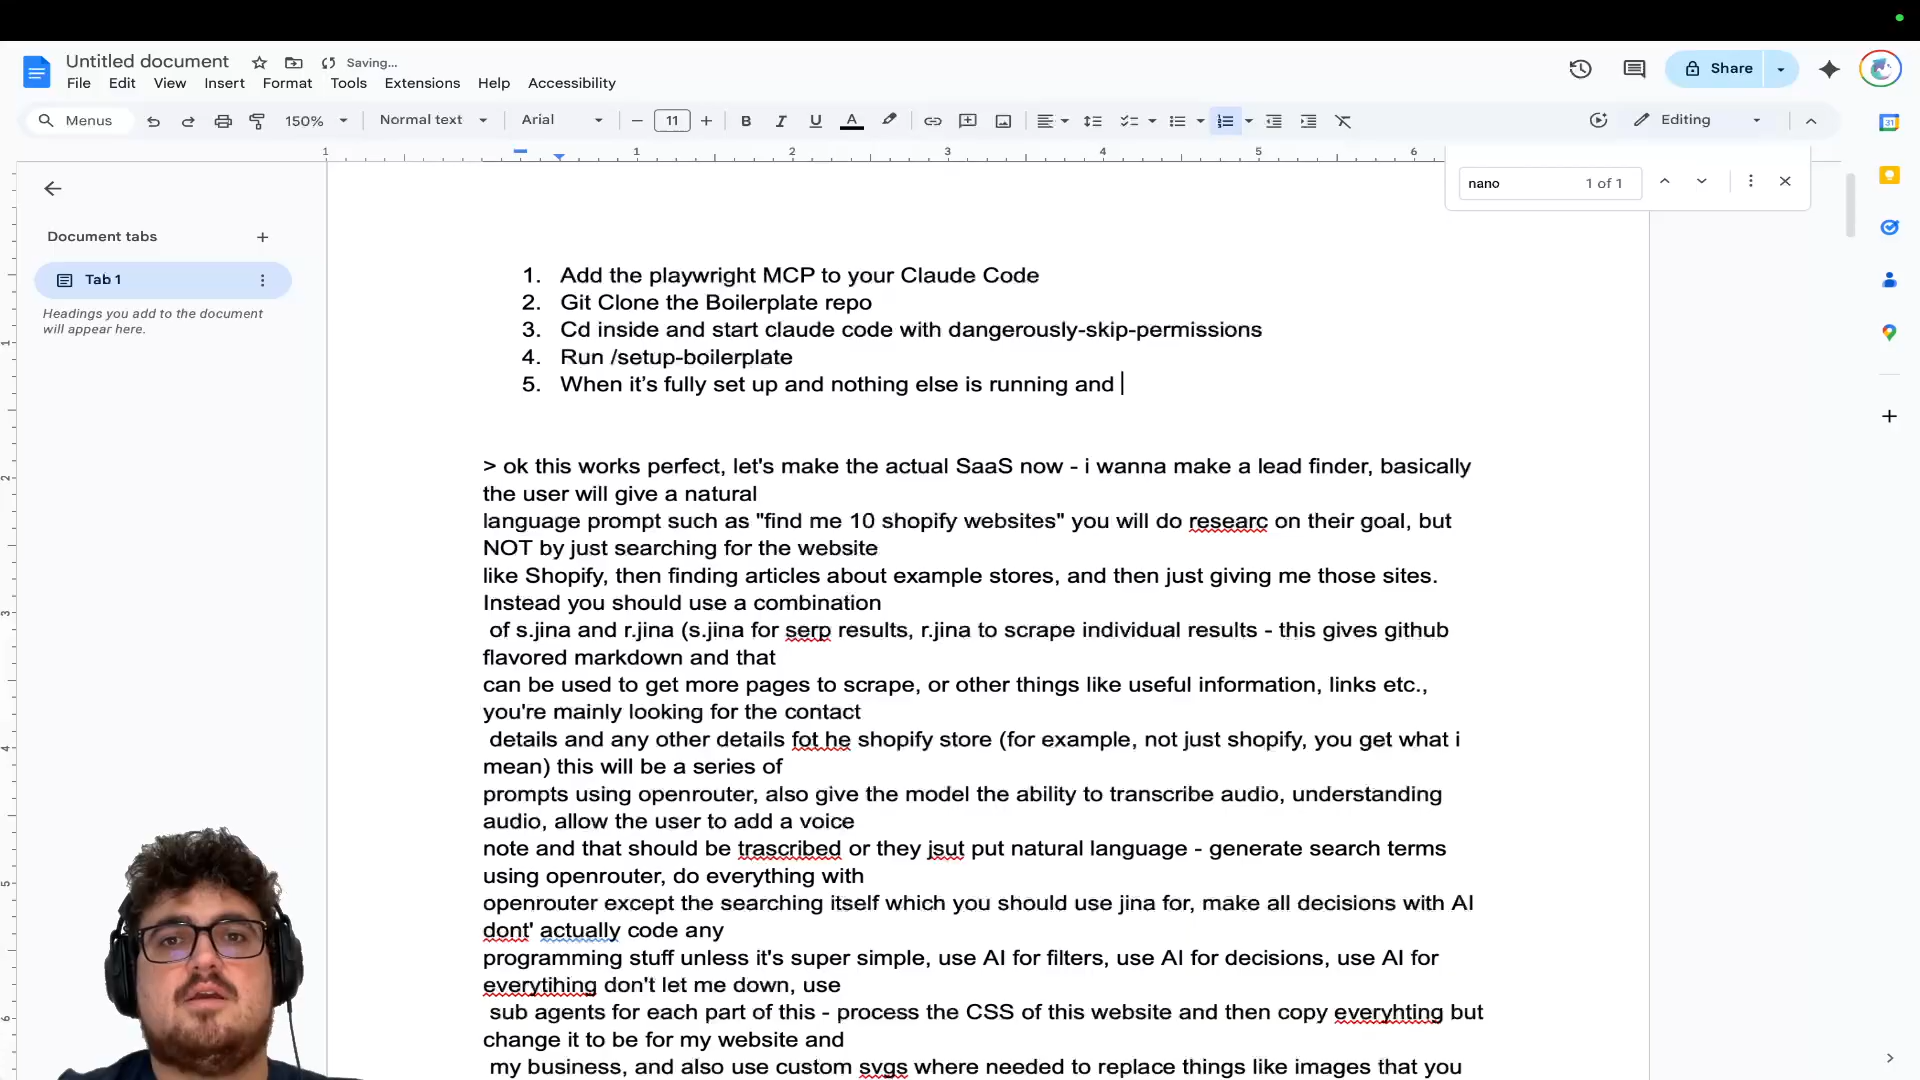 Untitled document
Saving...
File Edit View Insert Format Tools Extensions Help Accessibility
Share
Menus
150%
Normal text
Arial
11
Editing
1 1 2 3 4 5 6
nano
1 of 1
Document tabs
Tab 1
Headings you add to the document
will appear here.
1. Add the playwright MCP to your Claude Code
2. Git Clone the Boilerplate repo
3. Cd inside and start claude code with dangerously-skip-permissions
4. Run /setup-boilerplate
5. When it's fully set up and nothing else is running and
> ok this works perfect, let's make the actual SaaS now - i wanna make a lead finder, basically
the user will give a natural
language prompt such as "find me 10 shopify websites" you will do researc on their goal, but
NOT by just searching for the website
like Shopify, then finding articles about example stores, and then just giving me those sites.
Instead you should use a combination
of s.jina and r.jina (s.jina for serp results, r.jina to scrape individual results - this gives github
flavored markdown and that
can be used to get more pages to scrape, or other things like useful information, links etc.,
you're mainly looking for the contact
details and any other details fot he shopify store (for example, not just shopify, you get what i
mean) this will be a series of
prompts using openrouter, also give the model the ability to transcribe audio, understanding
audio, allow the user to add a voice
note and that should be trascribed or they jsut put natural language - generate search terms
using openrouter, do everything with
openrouter except the searching itself which you should use jina for, make all decisions with AI
dont' actually code any
programming stuff unless it's super simple, use AI for filters, use AI for decisions, use AI for
everytihing don't let me down, use
sub agents for each part of this - process the CSS of this website and then copy everyhting but
change it to be for my website and
my business, and also use custom svgs where needed to replace things like images that you
1
2
3
4
5
6
31